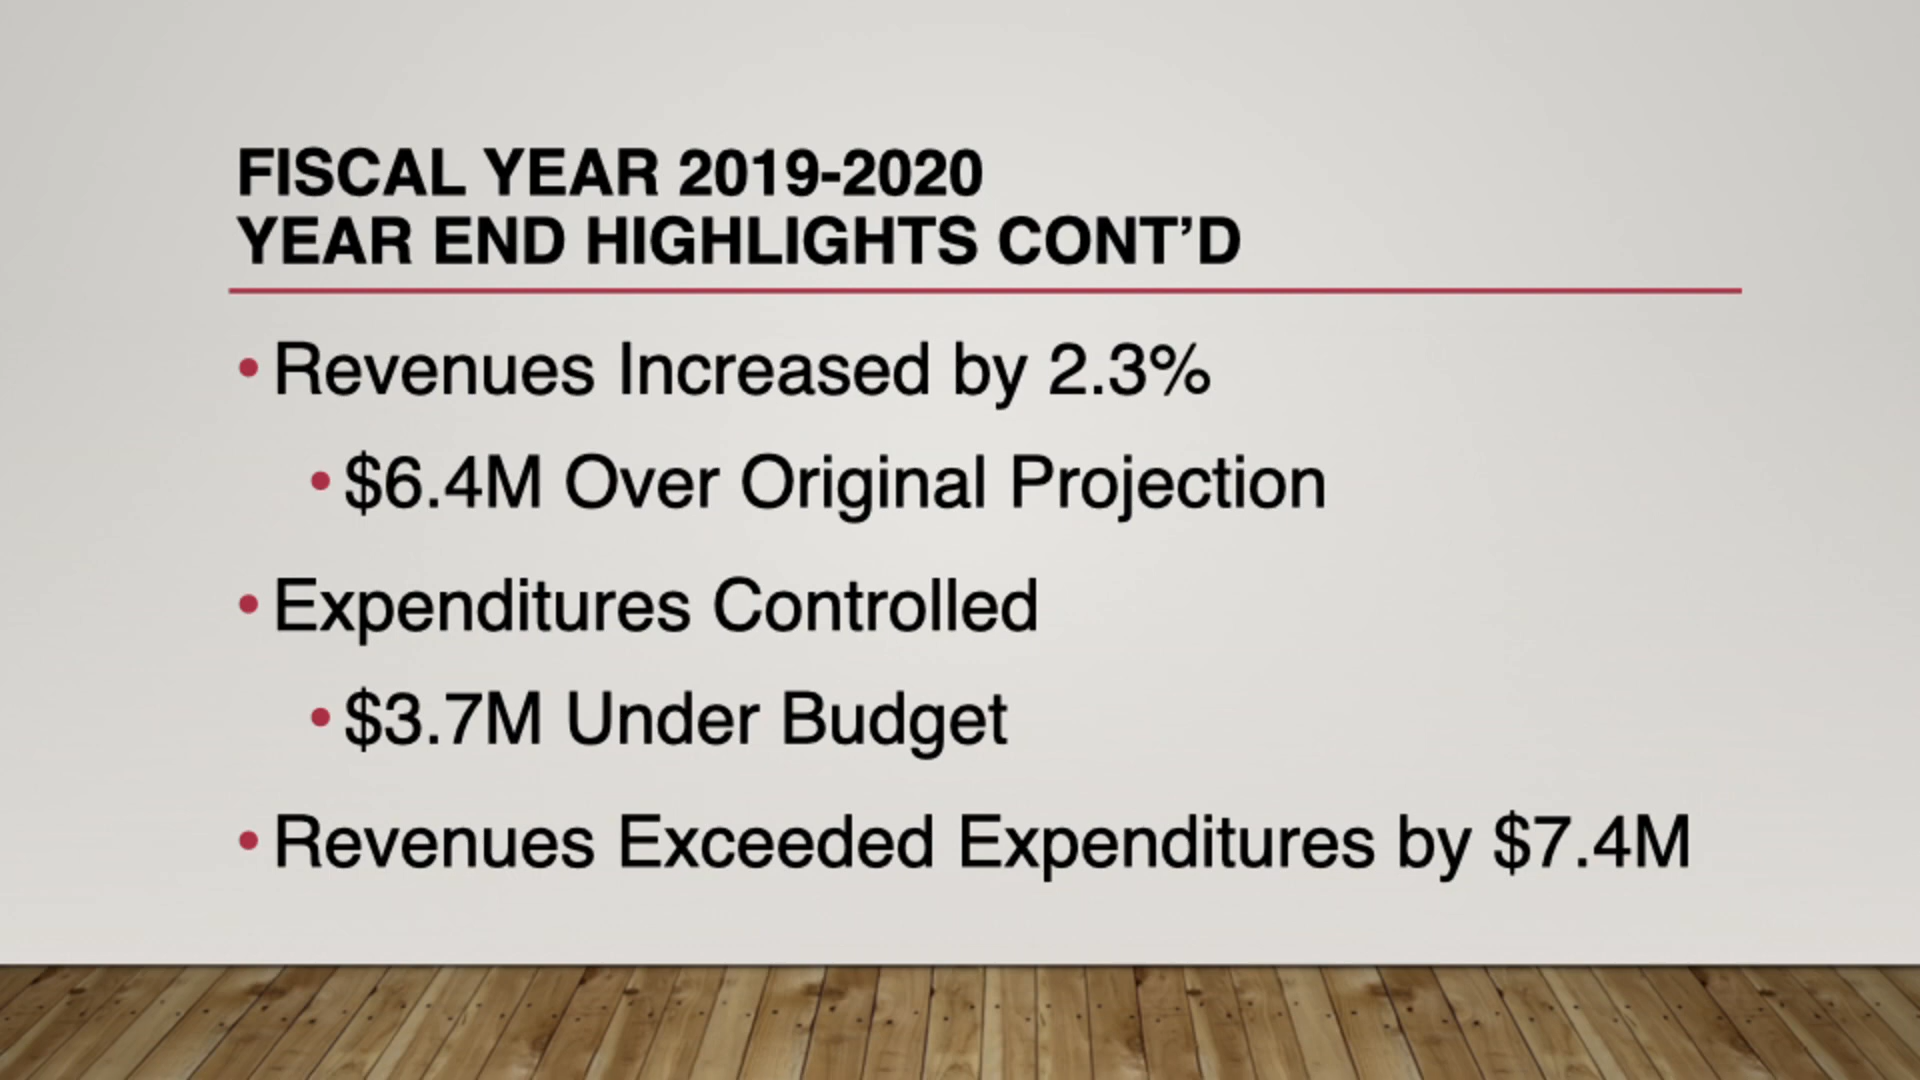 FISCAL YEAR 2019-2020
YEAR END HIGHLIGHTS CONT’D
• Revenues Increased by 2.3%
• $6.4M Over Original Projection
• Expenditures Controlled
• $3.7M Under Budget
• Revenues Exceeded Expenditures by $7.4M